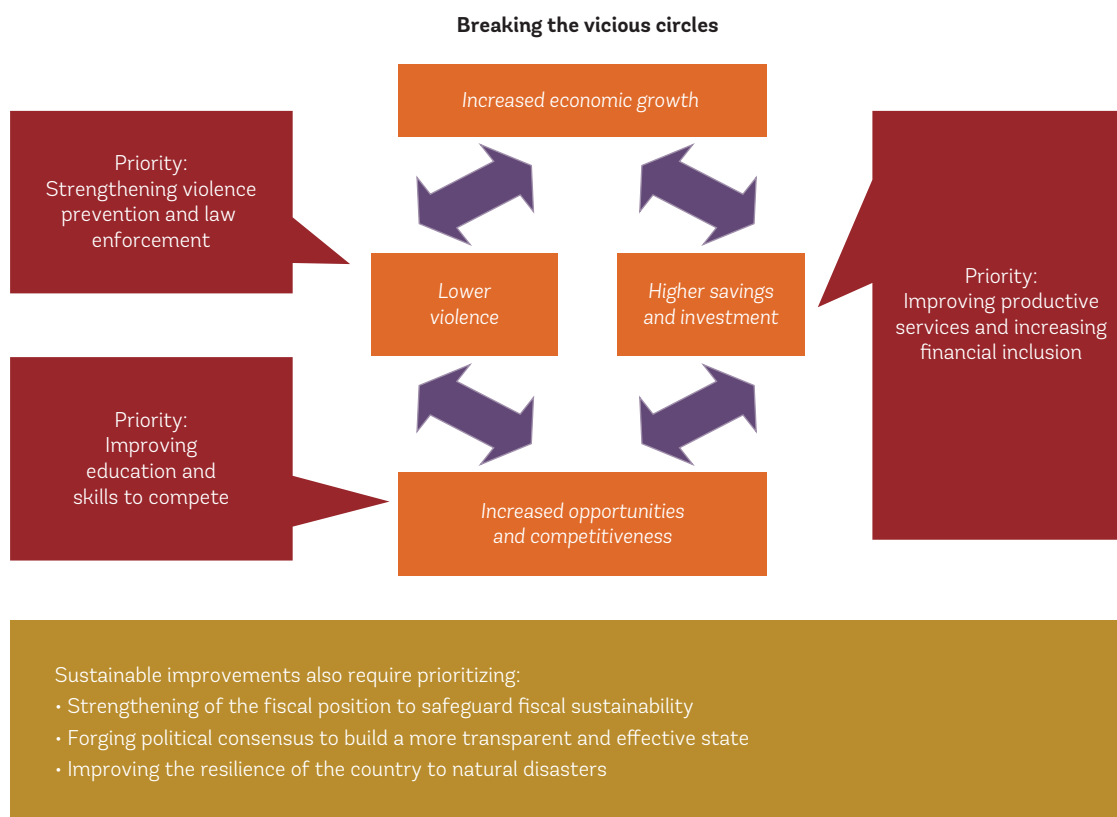 Breaking the vicious circles
Increased economic growth
Priority:
Strengthening violence
prevention and law
enforcement
Lower
violence
Higher savings
and investment
Priority:
Improving productive
services and increasing
financial inclusion
Priority:
Improving
education and
skills to compete
Increased opportunities
and competitiveness
Sustainable improvements also require prioritizing:
• Strengthening of the fiscal position to safeguard fiscal sustainability
• Forging political consensus to build a more transparent and effective state
• Improving the resilience of the country to natural disasters